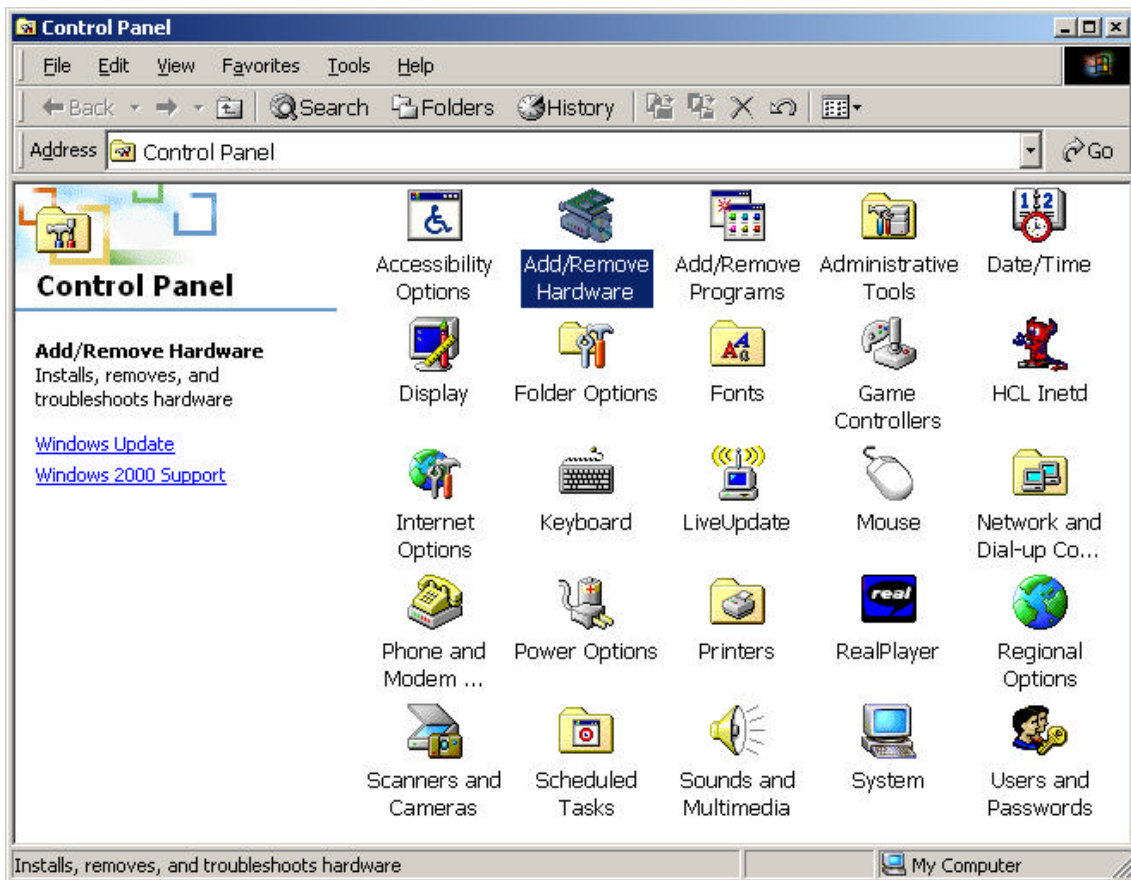 Control Panel
File Edit View Favorites Tools Help
Back Search Folders History
Address Control Panel Go
Control Panel
Add/Remove Hardware
Installs, removes, and
troubleshoots hardware
Windows Update
Windows 2000 Support
Accessibility
Options
Add/Remove
Hardware
Add/Remove
Programs
Administrative
Tools
12
Date/Time
Display
Folder Options
Fonts
Game
Controllers
HCL Inetd
Internet
Options
Keyboard
LiveUpdate
Mouse
Network and
Dial-up Co...
Phone and
Modem ...
Power Options
Printers
real
RealPlayer
Regional
Options
Scanners and
Cameras
Scheduled
Tasks
Sounds and
Multimedia
System
Users and
Passwords
Installs, removes, and troubleshoots hardware
My Computer